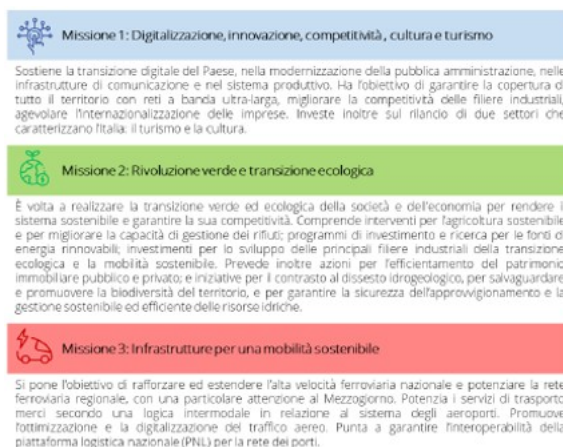 Missione 1: Digitalizzazione, innovazione, competitività, cultura e turismo
Sostiene la transizione digitale del Paese, nella modernizzazione della pubblica amministrazione, nelle
infrastrutture di comunicazione e nel sistema produttivo. Ha l'obiettivo di garantire la copertura di
tutto il territorio con reti a banda ultra-larga, migliorare la competitività delle filiere industriali,
agevolare l'internazionalizzazione delle imprese. Investe inoltre sul rilancio di due settori che
caratterizzano l'Italia: il turismo e la cultura.
Missione 2: Rivoluzione verde e transizione ecologica
È volta a realizzare la transizione verde ed ecologica della società e dell'economia per rendere il
sistema sostenibile e garantire la sua competitività. Comprende interventi per l'agricoltura sostenibile
e per migliorare la capacità di gestione dei rifiuti; programmi di investimento e ricerca per le fonti di
energia rinnovabili; investimenti per lo sviluppo delle principali filiere industriali della transizione
ecologica e la mobilità sostenibile. Prevede inoltre azioni per l'efficientamento del patrimonio
immobiliare pubblico e privato; e iniziative per il contrasto al dissesto idrogeologico, per salvaguardare
e promuovere la biodiversità del territorio, e per garantire la sicurezza dell'approvvigionamento e la
gestione sostenibile ed efficiente delle risorse idriche.
Missione 3: Infrastrutture per una mobilità sostenibile
Si pone l'obiettivo di rafforzare ed estendere l'alta velocità ferroviaria nazionale e potenziare la rete
ferroviaria regionale, con una particolare attenzione al Mezzogiorno. Potenzia i servizi di trasporto
merci secondo una logica intermodale in relazione al sistema degli aeroporti. Promuove
l'ottimizzazione e la digitalizzazione del traffico aereo. Punta a garantire l'interoperabilità della
piattaforma logistica nazionale (PNL) per la rete dei porti.